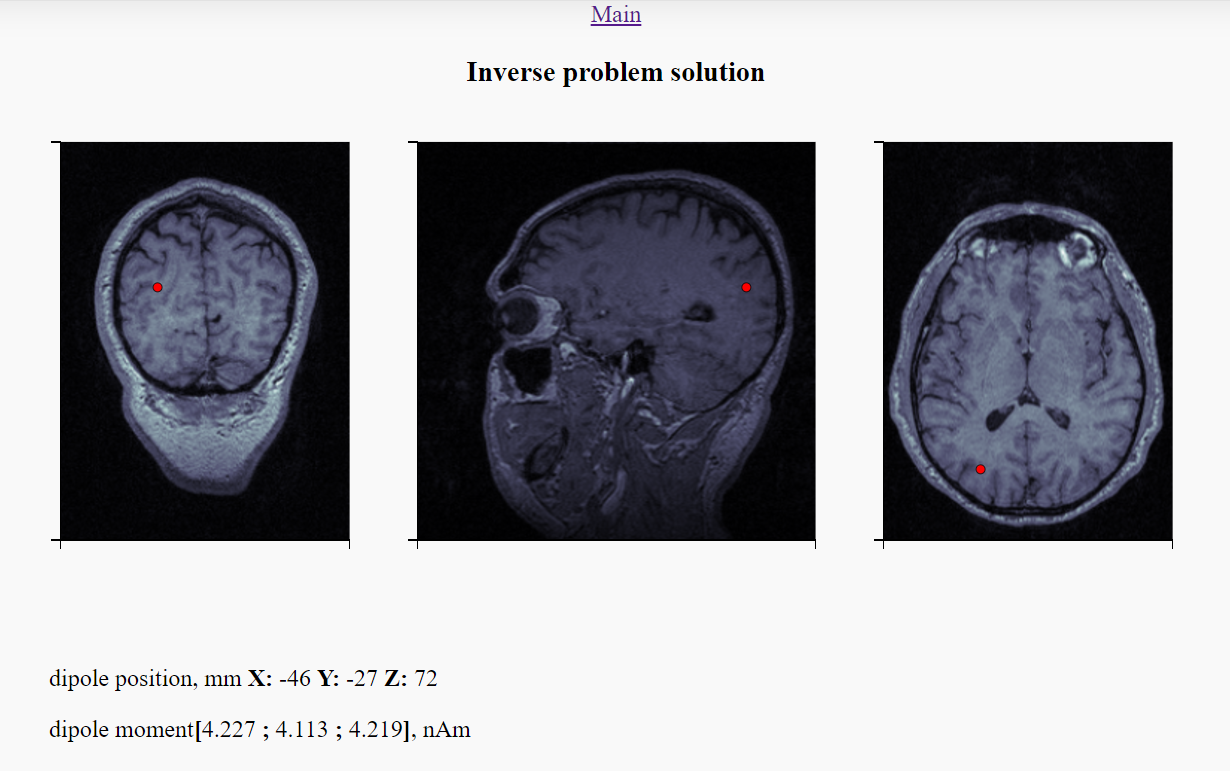 Main
Inverse problem solution
dipole position, mm X: -46 Y: -27 Z: 72
dipole moment[4.227 ; 4.113 ; 4.219], nAm